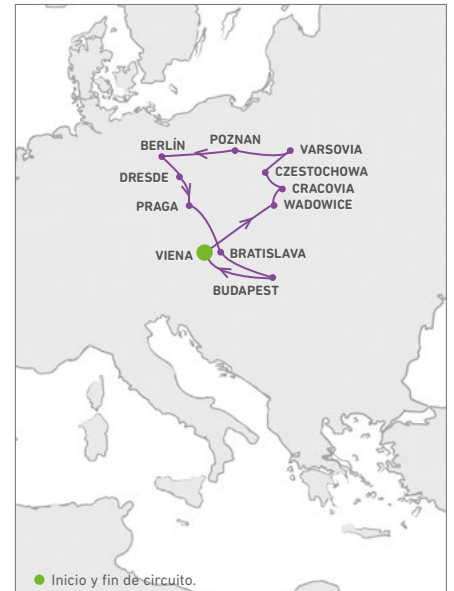 POZNAN
BERLÍN
VARSOVIA
DRESDE
CZESTOCHOWA
CRACOVIA
PRAGA
WADOWICE
VIENA
BRATISLAVA
BUDAPEST
Inicio y fin de circuito.